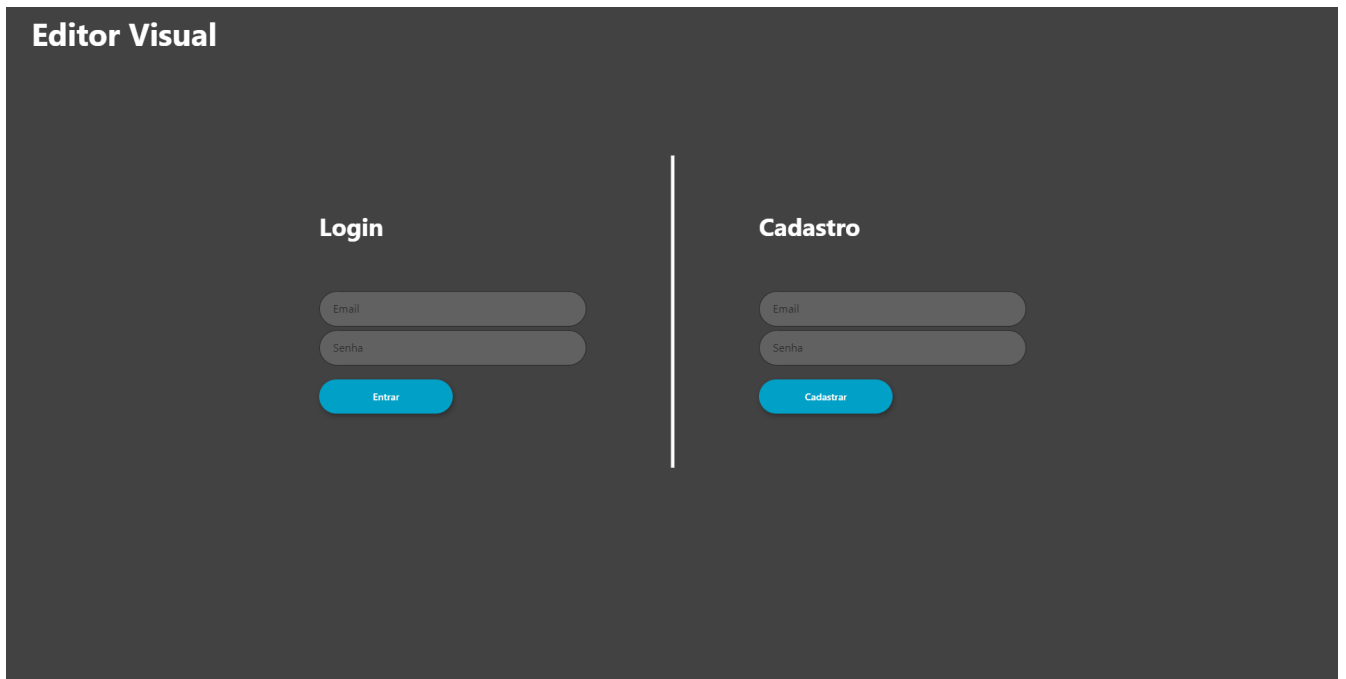 Editor Visual
Login
Email
Senha
Entrar
Cadastro
Email
Senha
Cadastrar